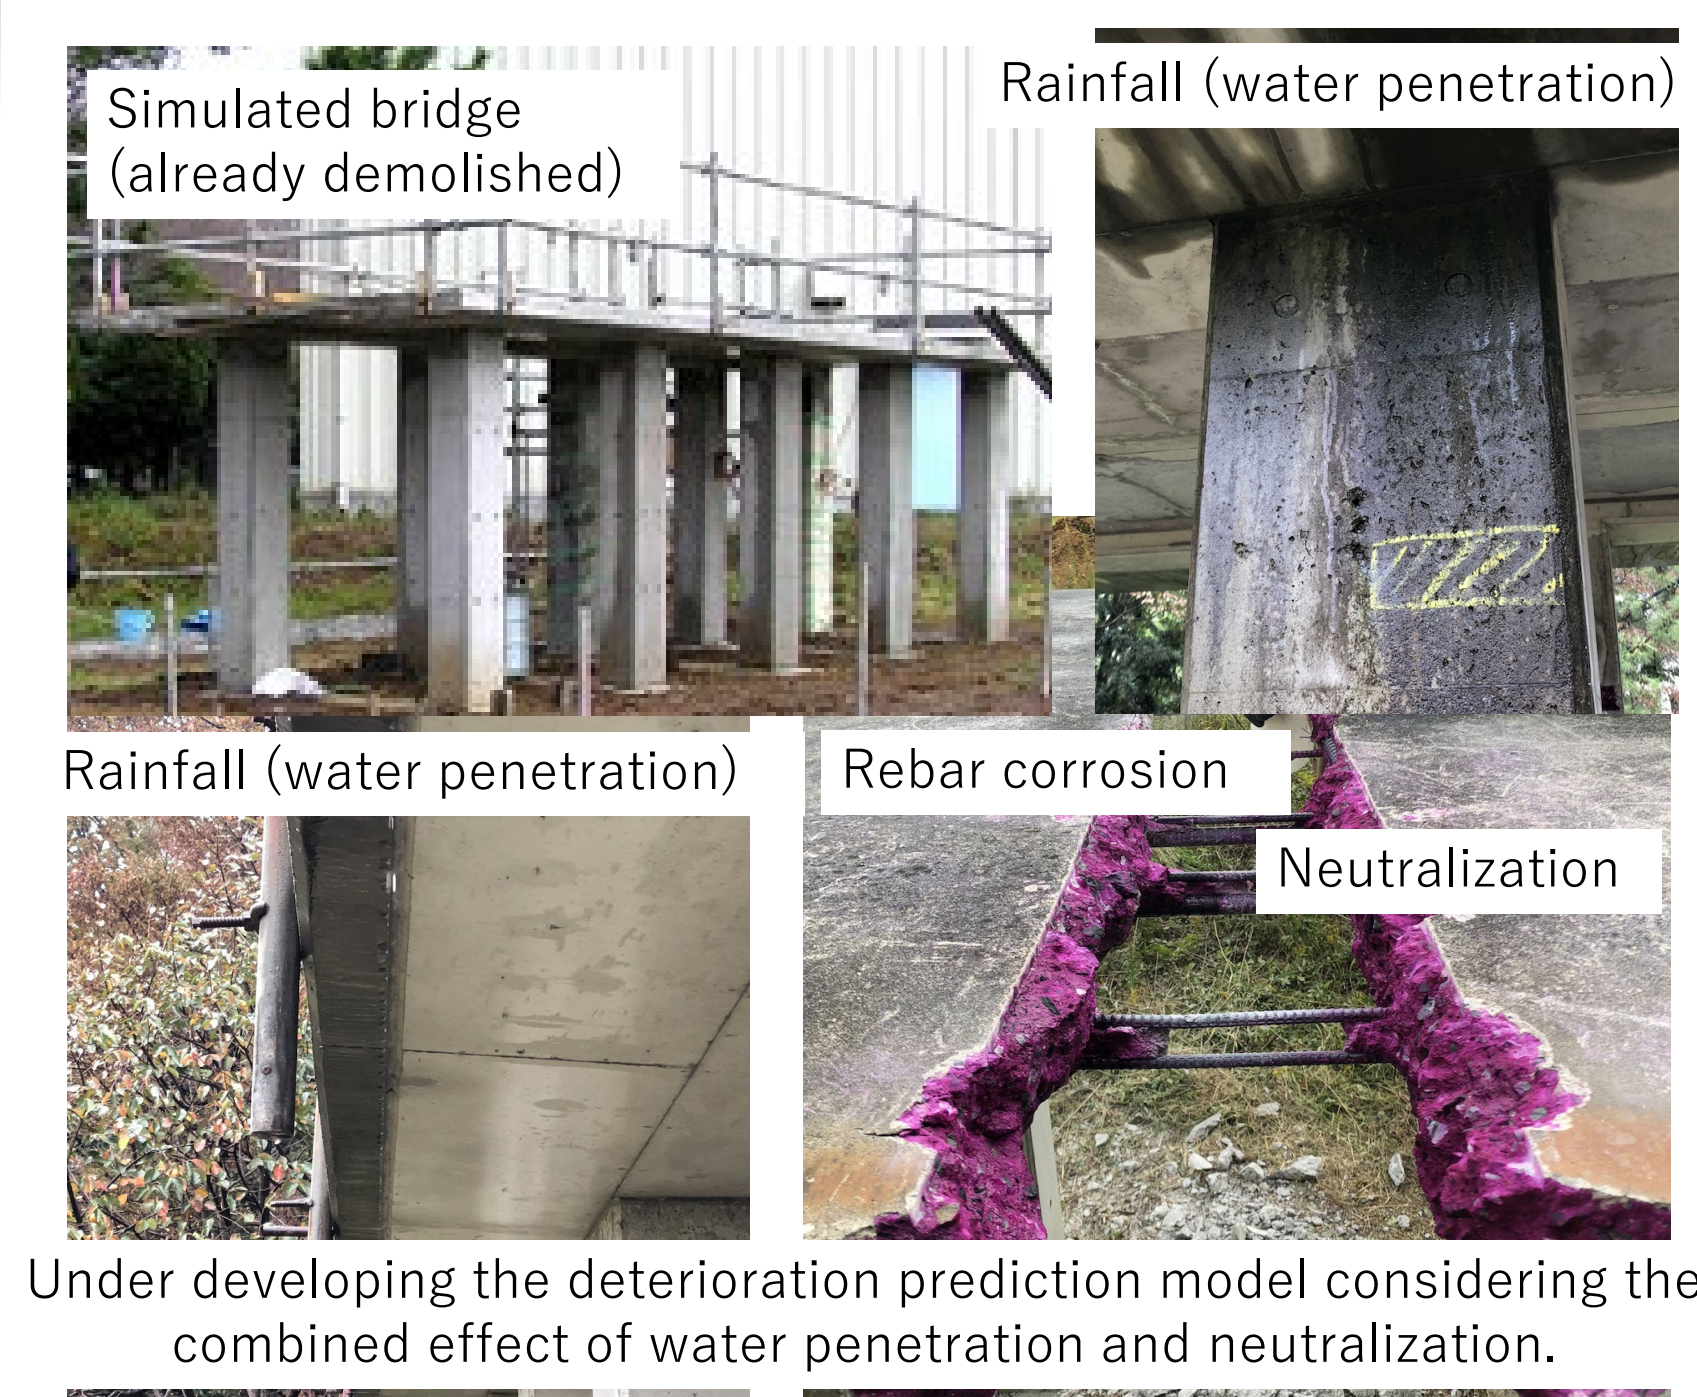 Simulated bridge
(already demolished)
Rainfall (water penetration)
Rainfall (water penetration)
Rebar corrosion
Neutralization
Under developing the deterioration prediction model considering the
combined effect of water penetration and neutralization.